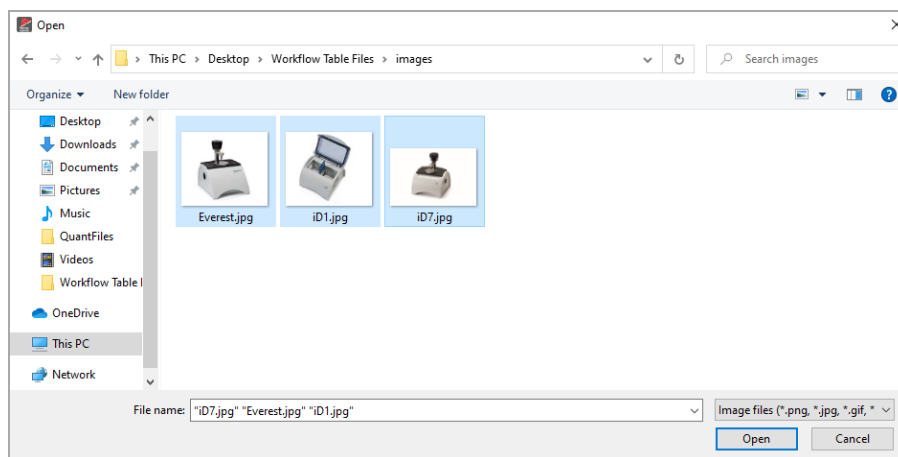 Open
This PC > Desktop > Workflow Table Files > images
Search images
Organize
New folder
Desktop
Downloads
Documents
Pictures
Music
QuantFiles
Videos
Workflow Table
OneDrive
This PC
Network
Everest.jpg
iD1.jpg
iD7.jpg
File name:
"iD7.jpg" "Everest.jpg" "iD1.jpg"
Image files (*.png, *.jpg, *.gif, *
Open
Cancel